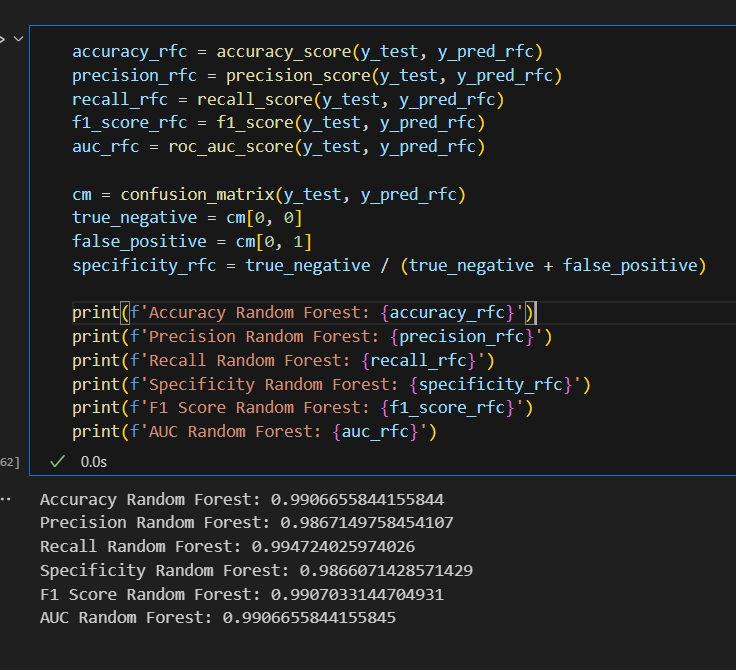 accuracy_rfc = accuracy_score(y_test, y_pred_rfc)
precision_rfc = precision_score(y_test, y_pred_rfc)
recall_rfc = recall_score(y_test, y_pred_rfc)
f1_score_rfc = f1_score(y_test, y_pred_rfc)
auc_rfc = roc_auc_score(y_test, y_pred_rfc)
cm = confusion_matrix(y_test, y_pred_rfc)
true_negative = cm[0, 0]
false_positive = cm[0, 1]
specificity_rfc = true_negative / (true_negative + false_positive)
print(f'Accuracy Random Forest: {accuracy_rfc}')
print(f'Precision Random Forest: {precision_rfc}')
print(f'Recall Random Forest: {recall_rfc}')
print(f'Specificity Random Forest: {specificity_rfc}')
print(f'F1 Score Random Forest: {f1_score_rfc}')
print(f'AUC Random Forest: {auc_rfc}')
62] 0.0s
Accuracy Random Forest: 0.9906655844155844
Precision Random Forest: 0.9867149758454107
Recall Random Forest: 0.994724025974026
Specificity Random Forest: 0.9866071428571429
F1 Score Random Forest: 0.9907033144704931
AUC Random Forest: 0.9906655844155845